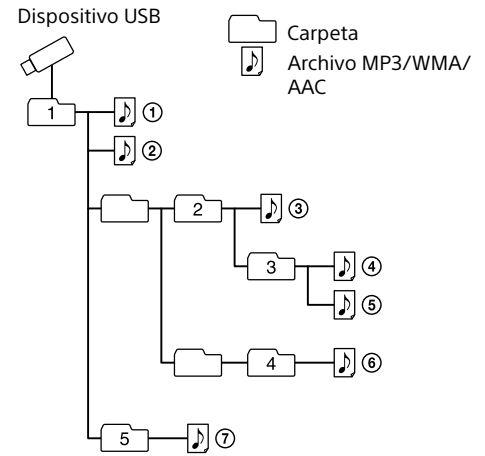 Dispositivo USB
Carpeta
Archivo MP3/WMA/
AAC
1 ①
②
2 ③
3 ④
⑤
4 ⑥
5 ⑦